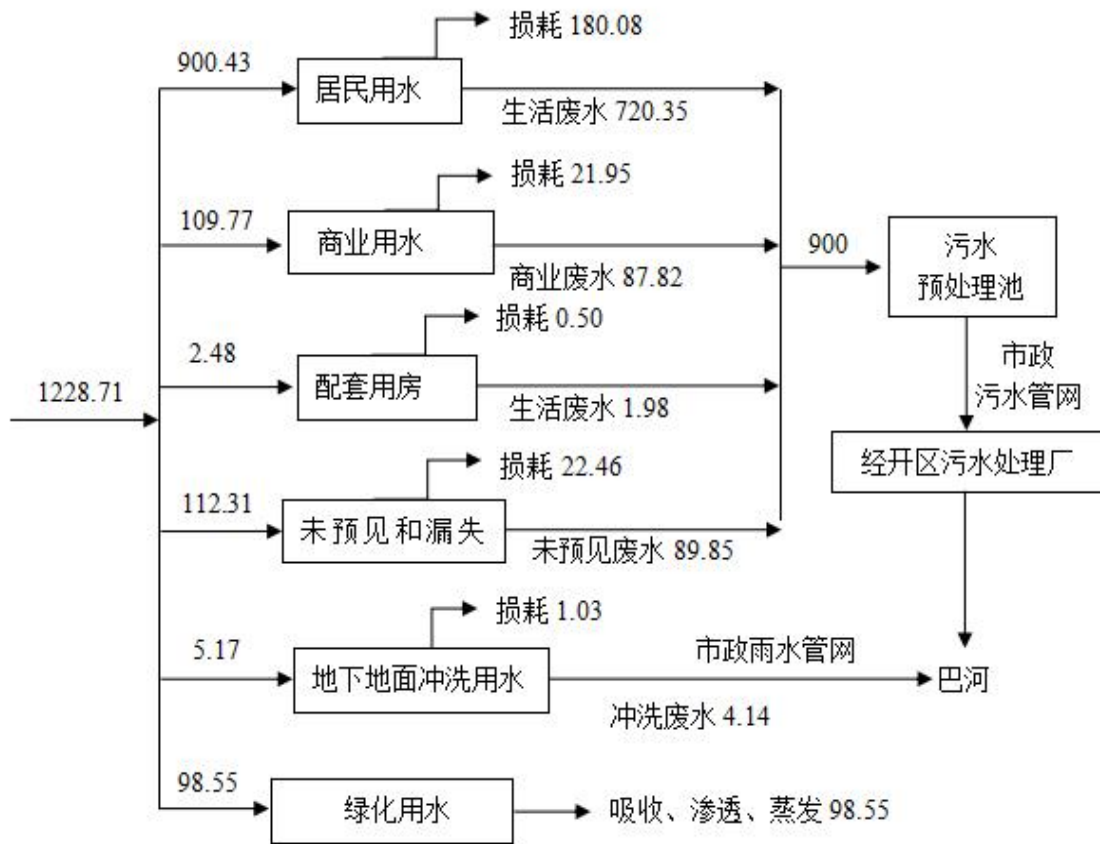 损耗 180.08
900.43
居民用水
生活废水 720.35
损耗 21.95
109.77
商业用水
商业废水 87.82
900
污水
预处理池
损耗 0.50
2.48
配套用房
生活废水 1.98
市政
污水管网
1228.71
损耗 22.46
经开区污水处理厂
112.31
未预见和漏失
未预见废水 89.85
损耗 1.03
5.17
地下地面冲洗用水
市政雨水管网
冲洗废水 4.14
巴河
98.55
绿化用水
吸收、渗透、蒸发 98.55